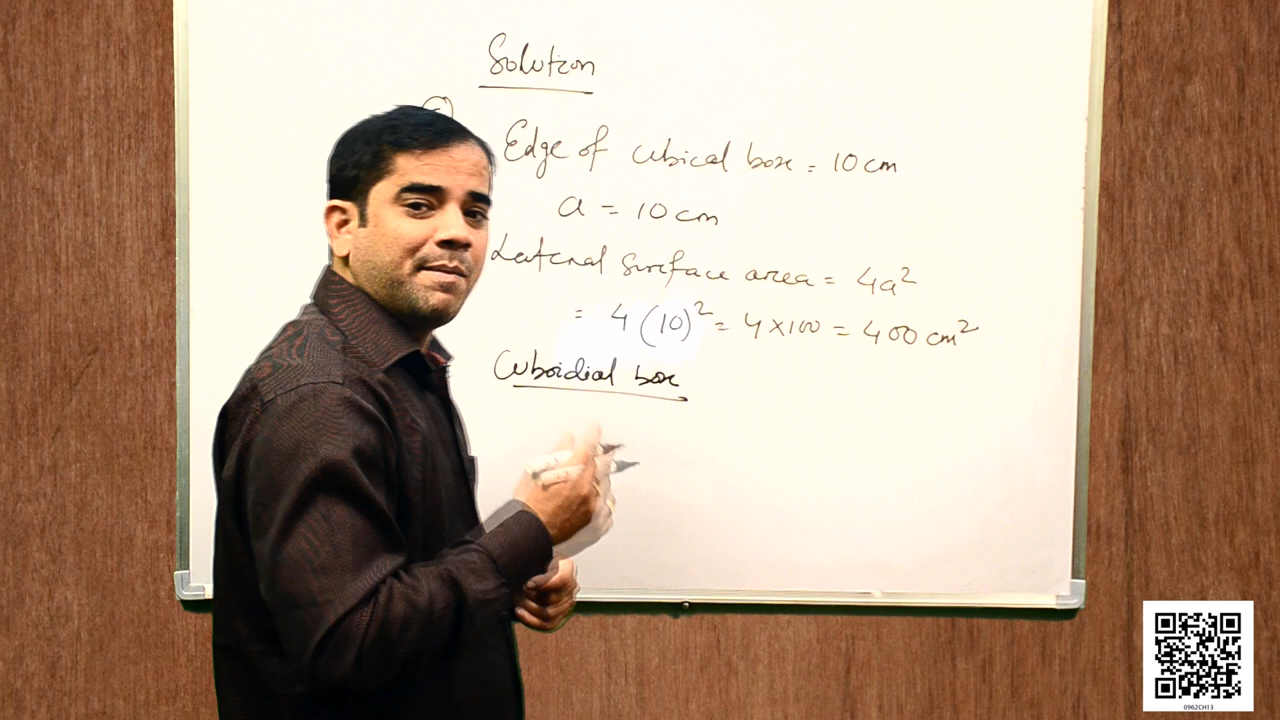 Solution
Edge of cubical box = 10 cm
a = 10 cm
Lateral surface area = 4a²
= 4 (10)² = 4 × 100 = 400 cm²
Cuboidial box
0962CH13